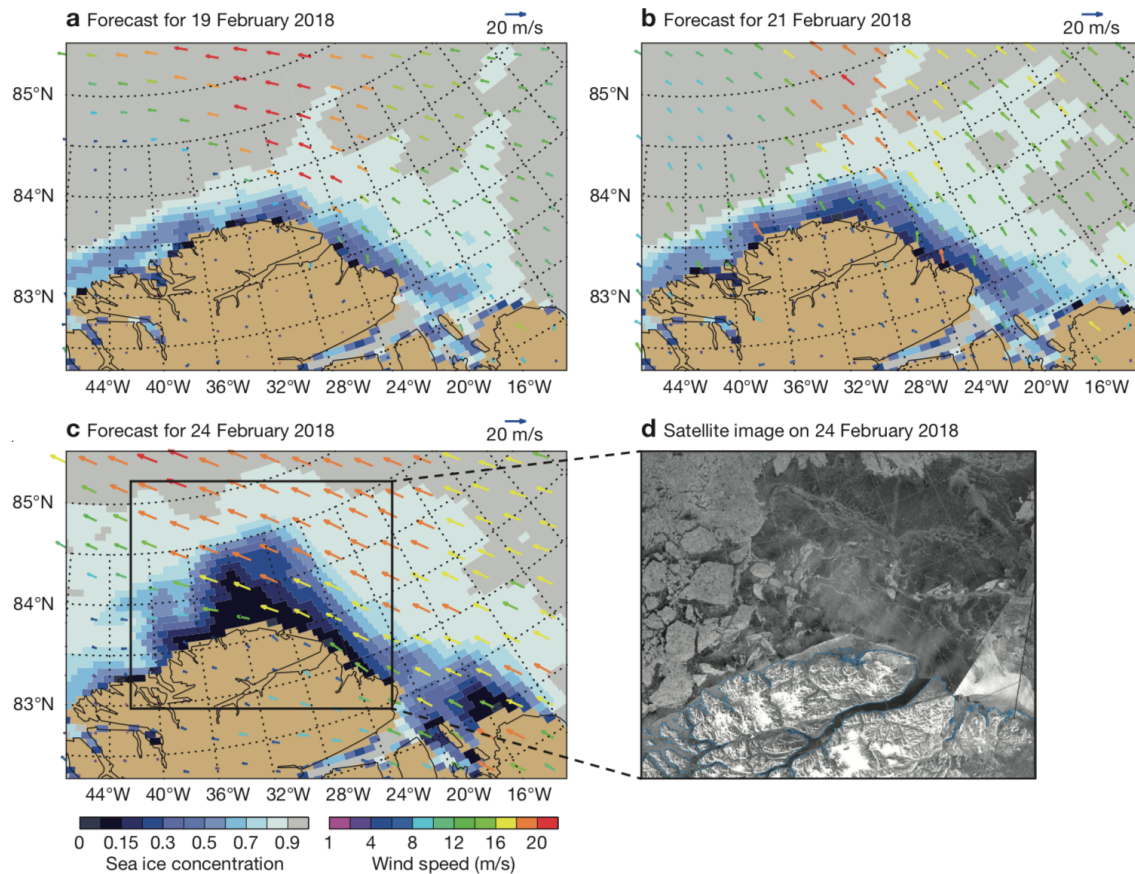 a Forecast for 19 February 2018
20 m/s
b Forecast for 21 February 2018
20 m/s
85°N
84°N
83°N
44°W 40°W 36°W 32°W 28°W 24°W 20°W 16°W
85°N
84°N
83°N
44°W 40°W 36°W 32°W 28°W 24°W 20°W 16°W
c Forecast for 24 February 2018
20 m/s
d Satellite image on 24 February 2018
85°N
84°N
83°N
44°W 40°W 36°W 32°W 28°W 24°W 20°W 16°W
0 0.15 0.3 0.5 0.7 0.9
Sea ice concentration
1 4 8 12 16 20
Wind speed (m/s)